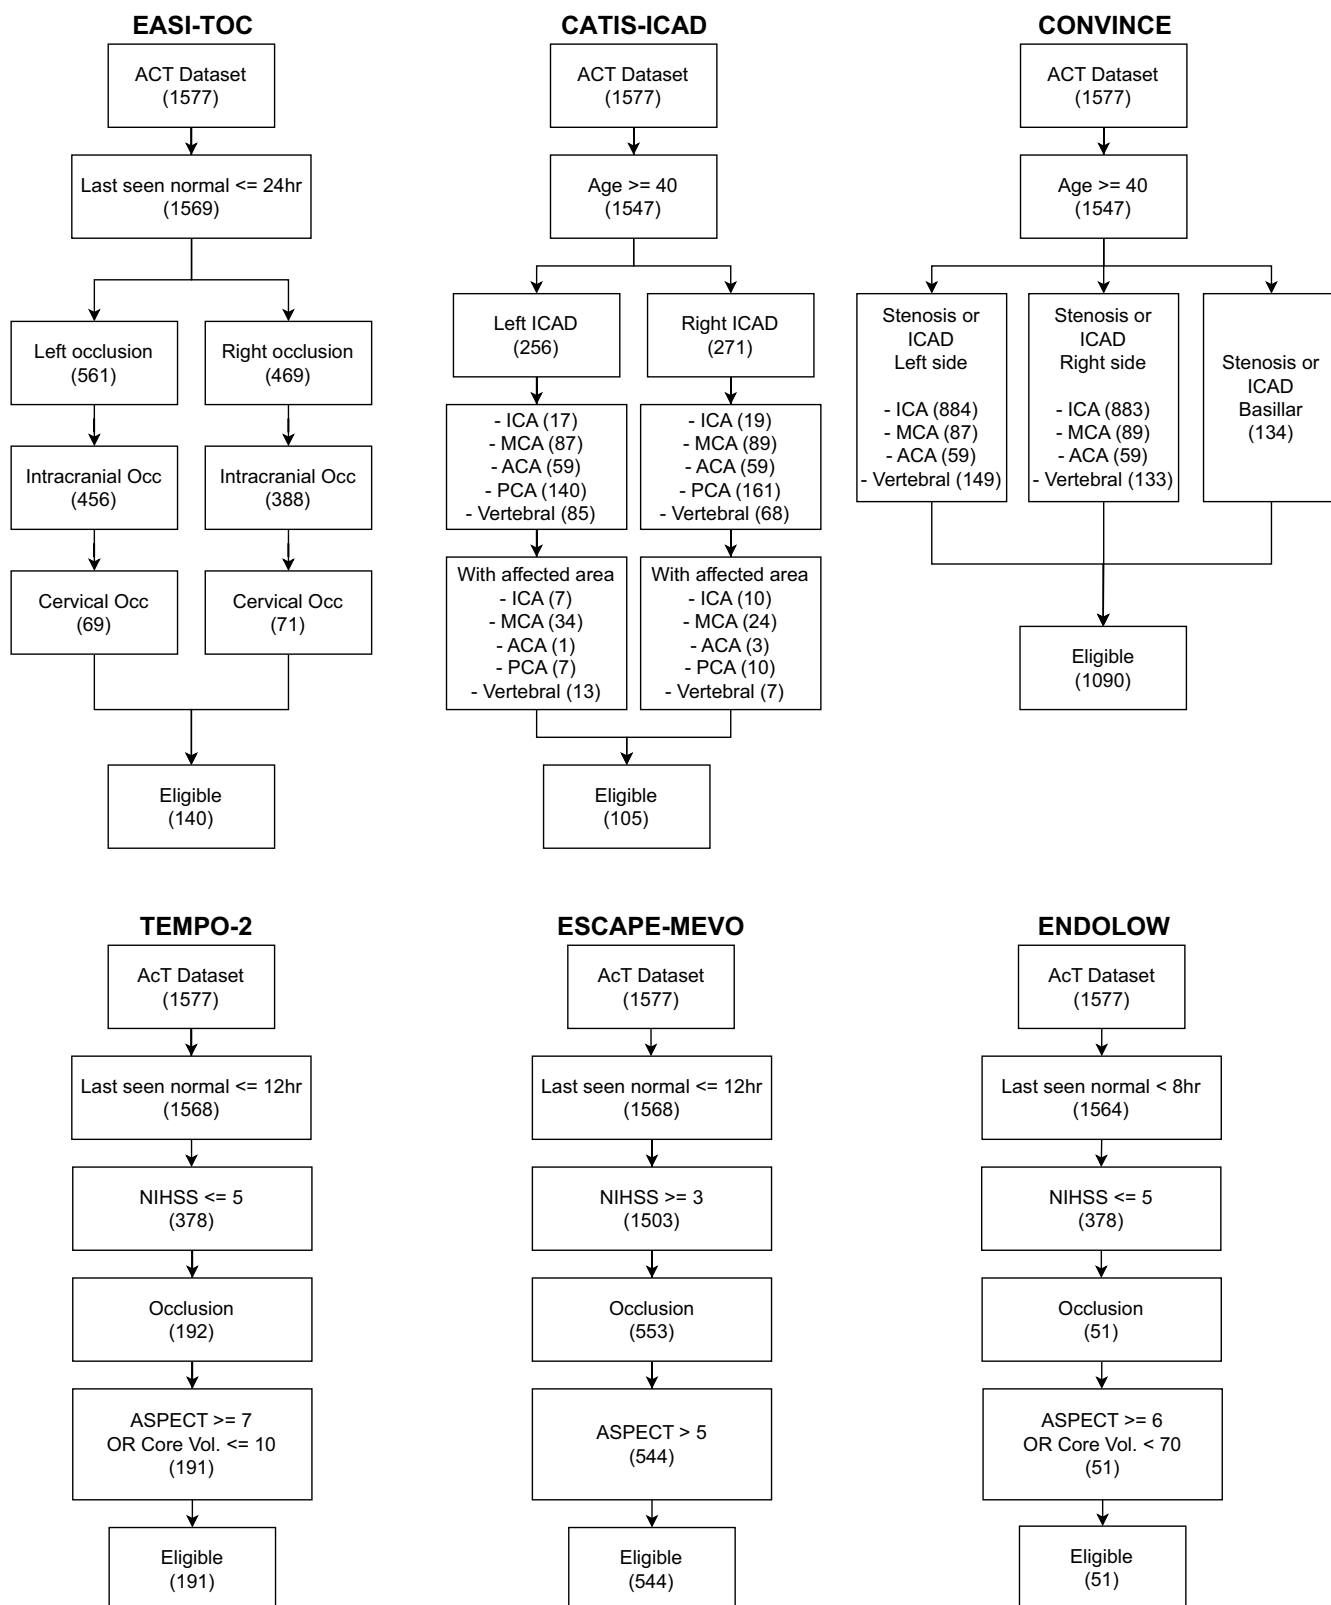 EASI-TOC
ACT Dataset
(1577)
Last seen normal <= 24hr
(1569)
Left occlusion
(561)
Right occlusion
(469)
Intracranial Occ
(456)
Intracranial Occ
(388)
Cervical Occ
(69)
Cervical Occ
(71)
Eligible
(140)
CATIS-ICAD
ACT Dataset
(1577)
Age >= 40
(1547)
Left ICAD
(256)
Right ICAD
(271)
- ICA (17)
- MCA (87)
- ACA (59)
- PCA (140)
- Vertebral (85)
- ICA (19)
- MCA (89)
- ACA (59)
- PCA (161)
- Vertebral (68)
With affected area
- ICA (7)
- MCA (34)
- ACA (1)
- PCA (7)
- Vertebral (13)
With affected area
- ICA (10)
- MCA (24)
- ACA (3)
- PCA (10)
- Vertebral (7)
Eligible
(105)
CONVINCE
ACT Dataset
(1577)
Age >= 40
(1547)
Stenosis or
ICAD
Left side
- ICA (884)
- MCA (87)
- ACA (59)
- Vertebral (149)
Stenosis or
ICAD
Right side
- ICA (883)
- MCA (89)
- ACA (59)
- Vertebral (133)
Stenosis or
ICAD
Basillar
(134)
Eligible
(1090)
TEMPO-2
AcT Dataset
(1577)
Last seen normal <= 12hr
(1568)
NIHSS <= 5
(378)
Occlusion
(192)
ASPECT >= 7
OR Core Vol. <= 10
(191)
Eligible
(191)
ESCAPE-MEVO
AcT Dataset
(1577)
Last seen normal <= 12hr
(1568)
NIHSS >= 3
(1503)
Occlusion
(553)
ASPECT > 5
(544)
Eligible
(544)
ENDOLOW
AcT Dataset
(1577)
Last seen normal < 8hr
(1564)
NIHSS <= 5
(378)
Occlusion
(51)
ASPECT >= 6
OR Core Vol. < 70
(51)
Eligible
(51)